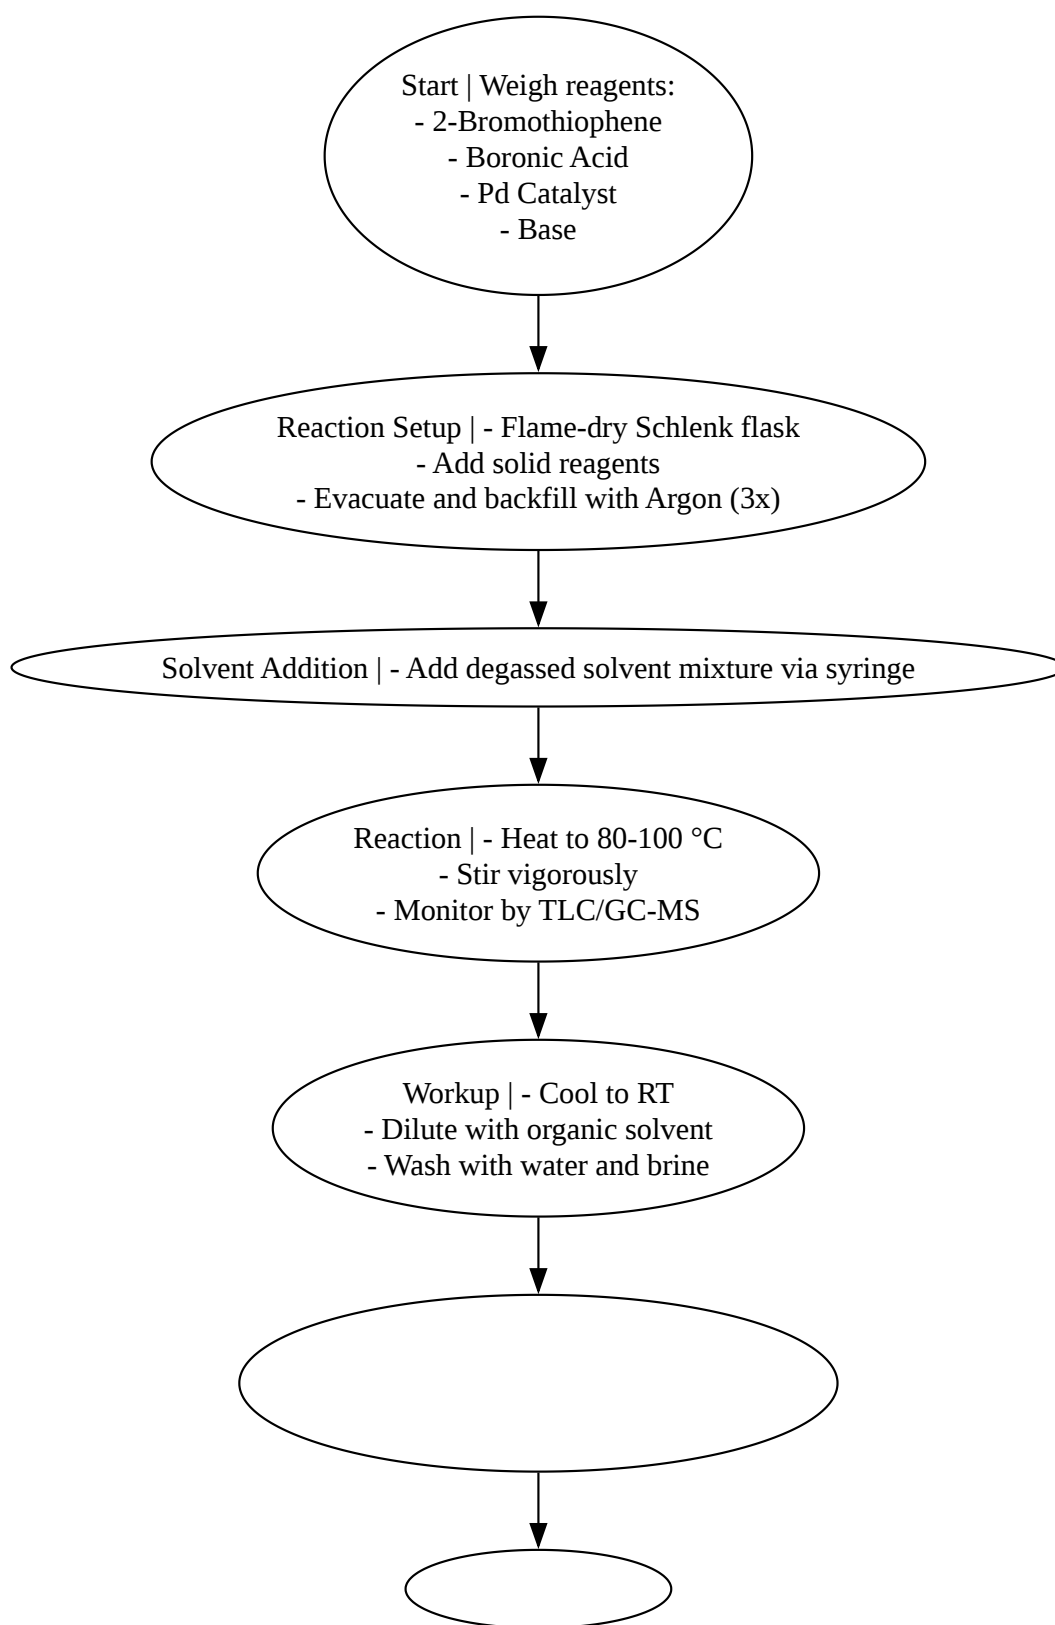 Start | Weigh reagents:
- 2-Bromothiophene
- Boronic Acid
- Pd Catalyst
- Base
Reaction Setup | - Flame-dry Schlenk flask
- Add solid reagents
- Evacuate and backfill with Argon (3x)
Solvent Addition | - Add degassed solvent mixture via syringe
Reaction | - Heat to 80-100 °C
- Stir vigorously
- Monitor by TLC/GC-MS
Workup | - Cool to RT
- Dilute with organic solvent
- Wash with water and brine